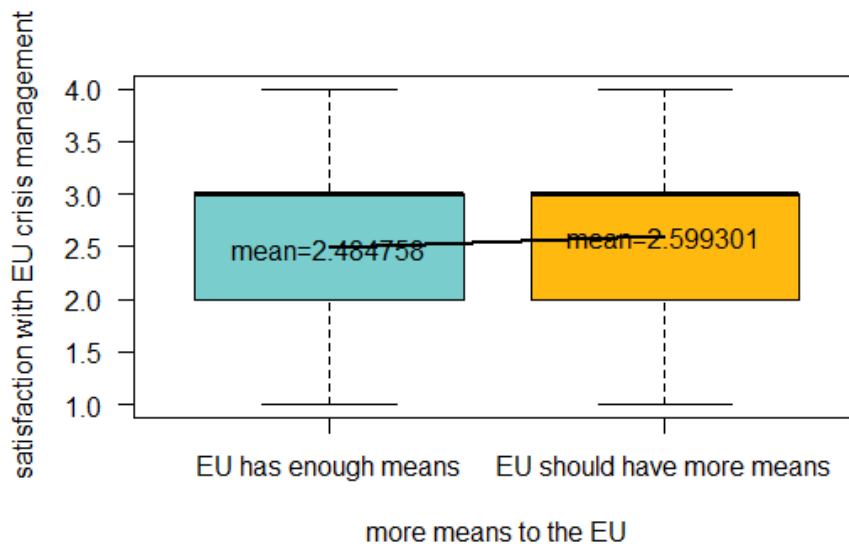 satisfaction with EU crisis management
4.0
3.5
3.0
2.5
2.0
1.5
1.0
mean=2.484758
mean=2.599301
EU has enough means
EU should have more means
more means to the EU